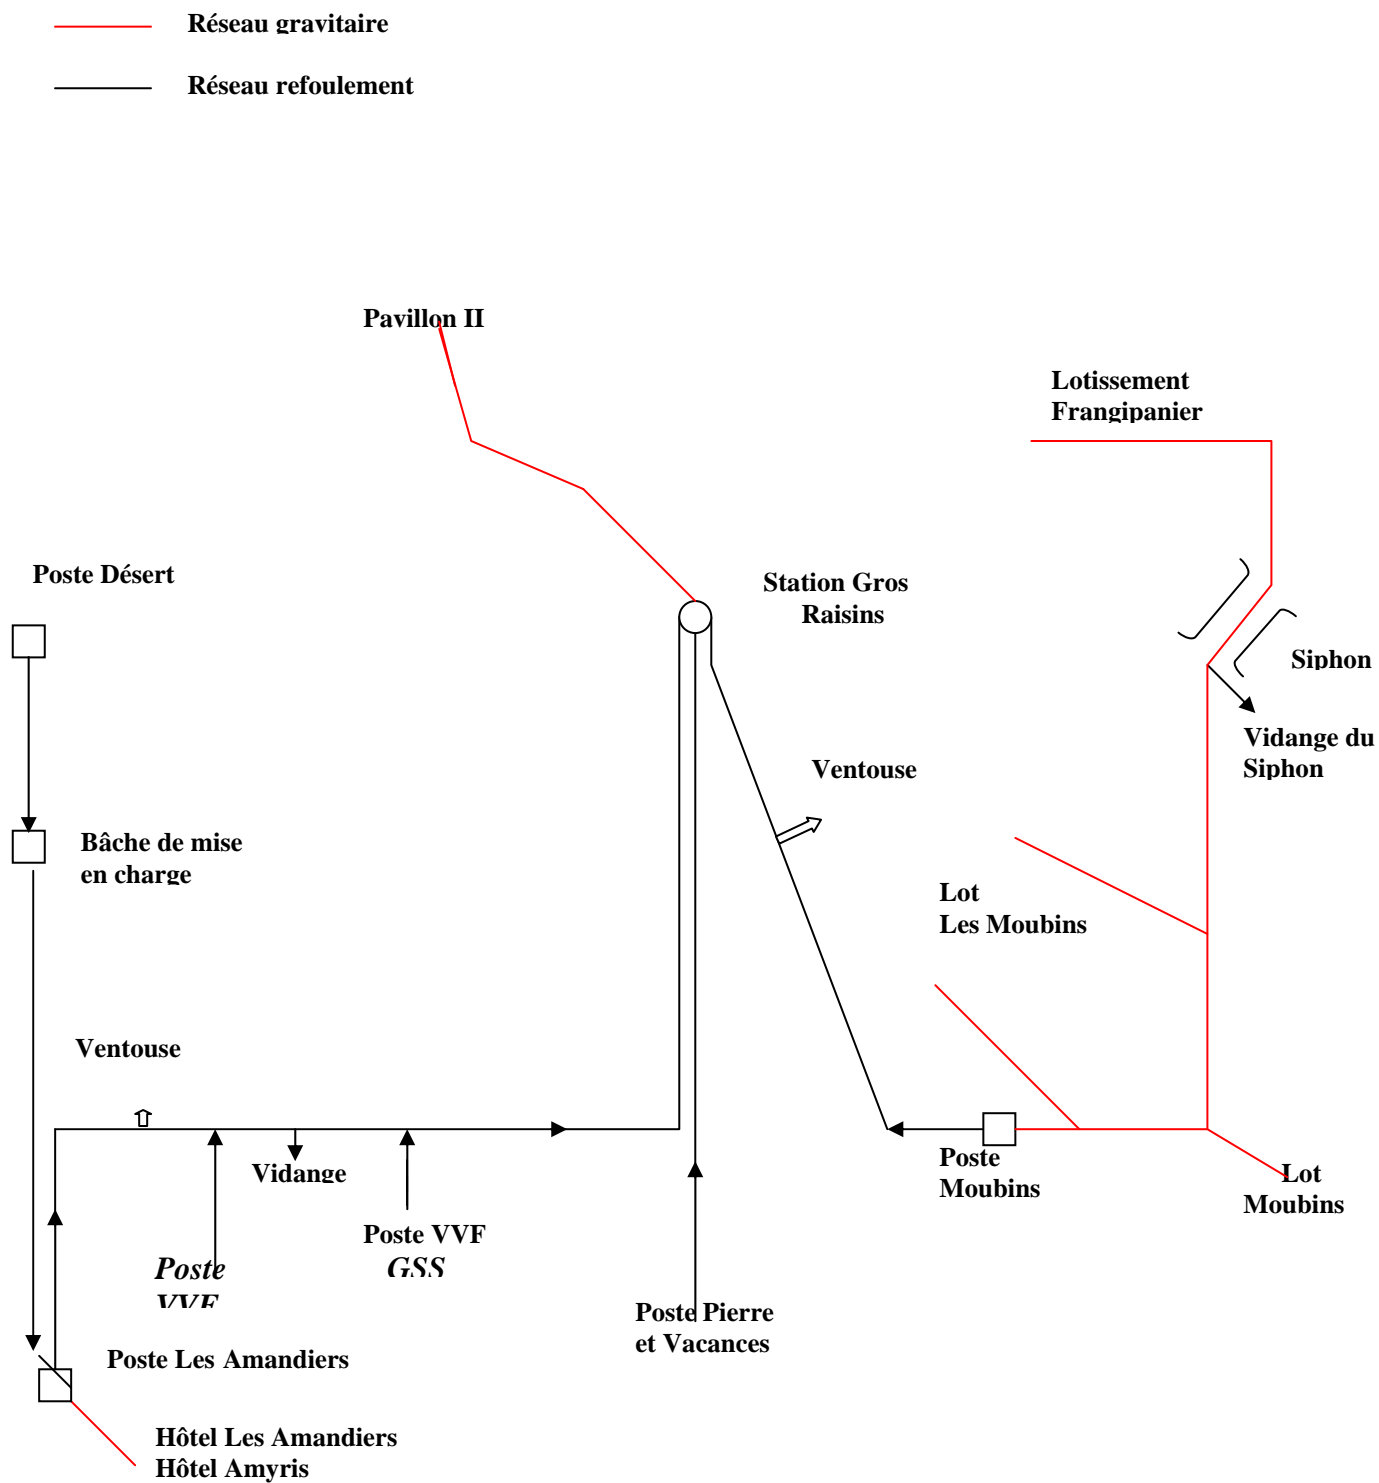 Réseau gravitaire
Réseau refoulement
Pavillon II
Lotissement
Frangipanier
Poste Désert
Station Gros
Raisins
Siphon
Vidange du
Siphon
Ventouse
Bâche de mise
en charge
Lot
Les Moubins
Ventouse
Poste
Moubins
Lot
Moubins
Vidange
Poste VVF
GSS
Poste
VVF
Poste Pierre
et Vacances
Poste Les Amandiers
Hôtel Les Amandiers
Hôtel Amyris